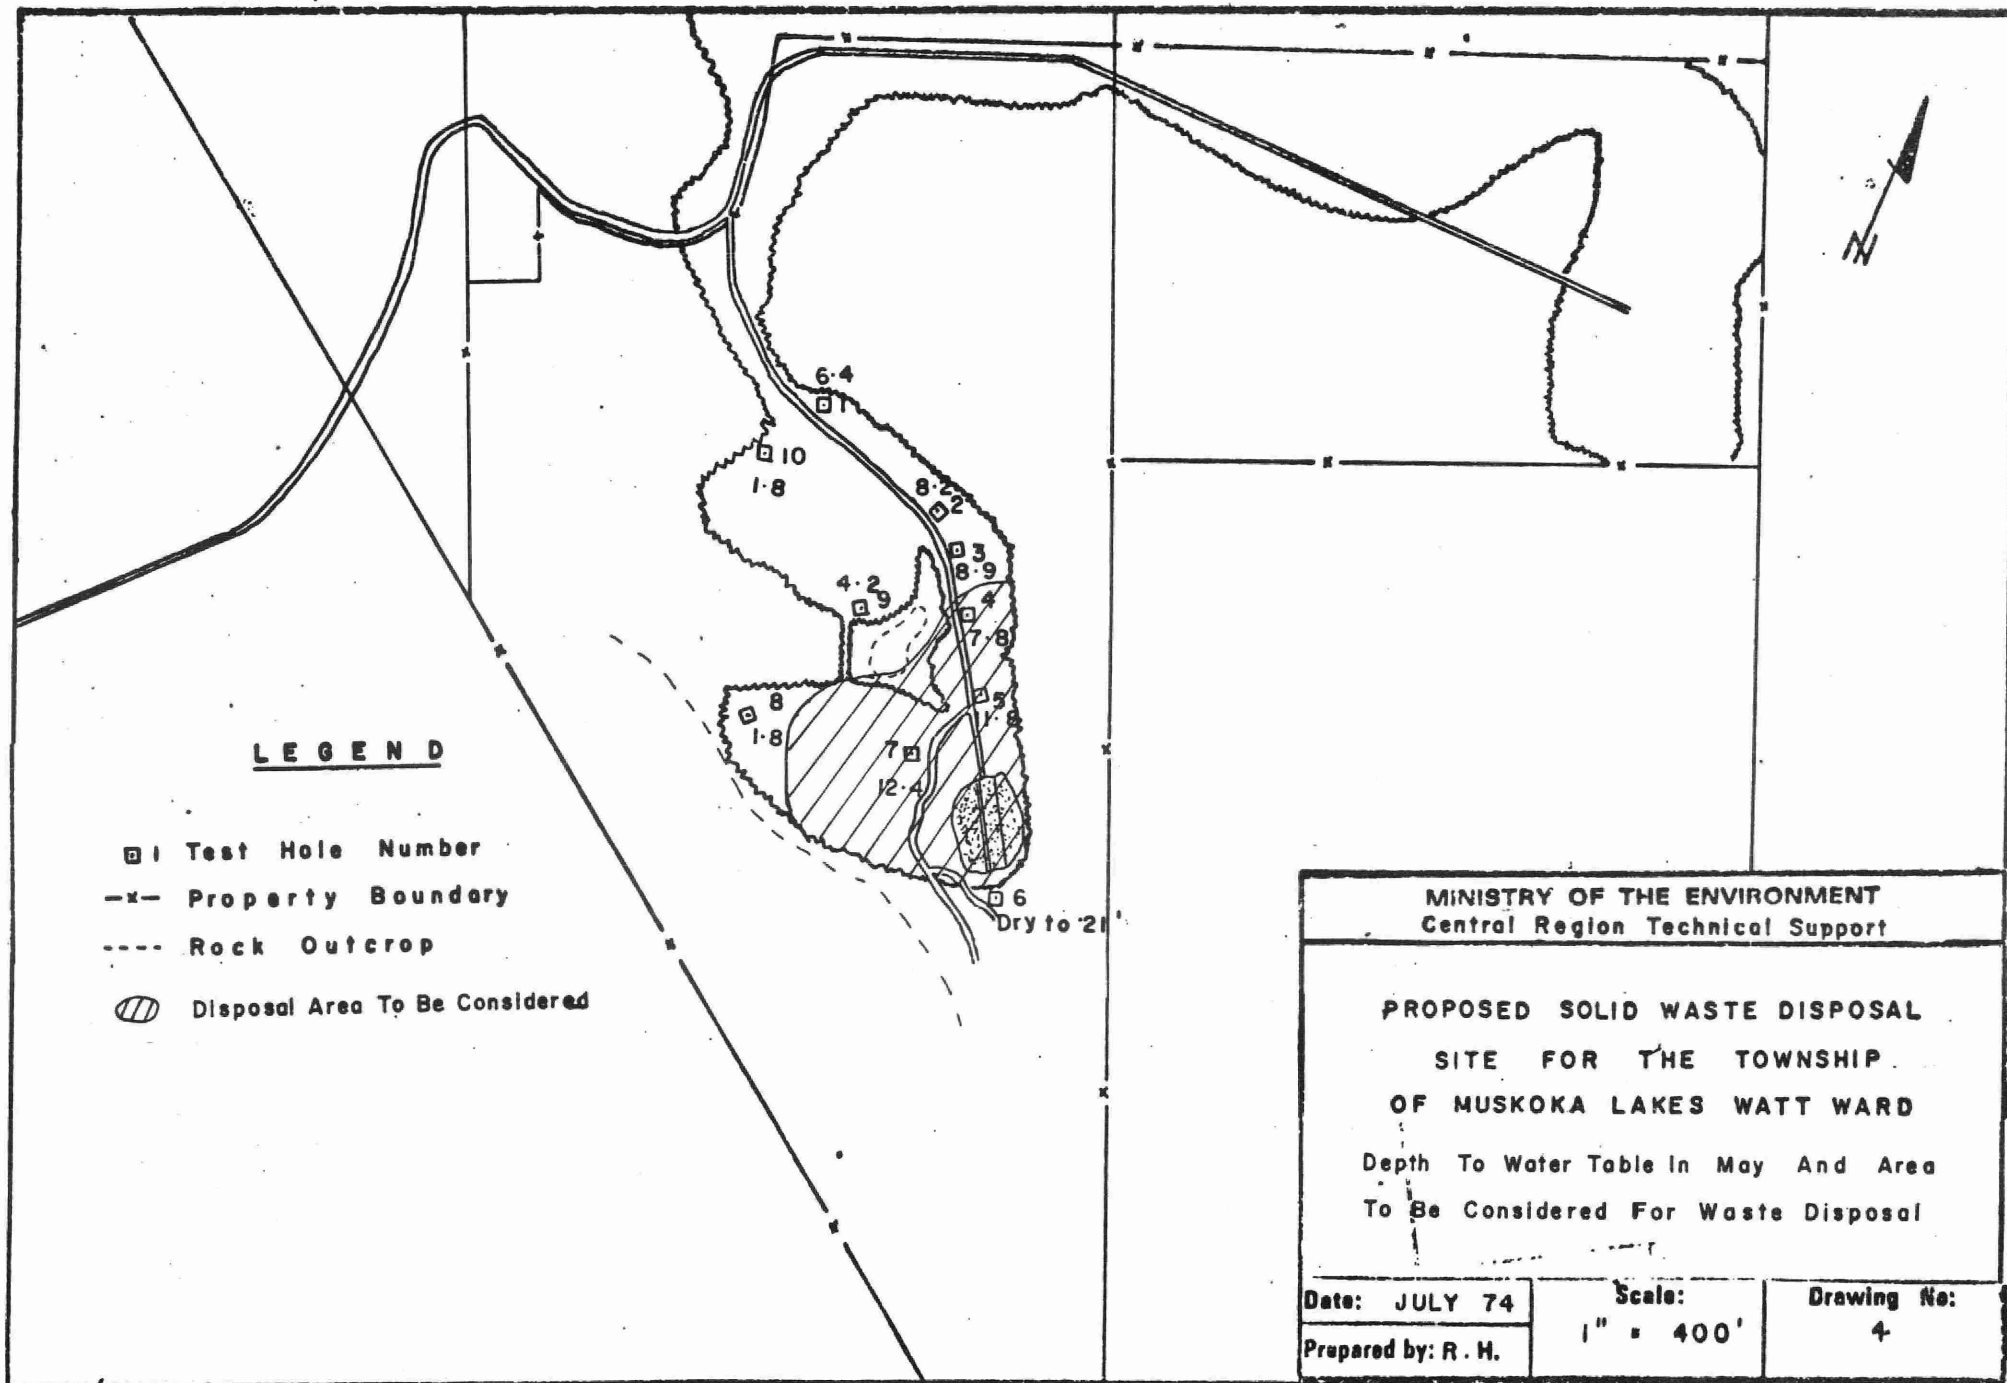 N
6.4
1
10
1.8
8.2
2
3
8.9
4.2
9
4
7.8
8
1.8
5
11.8
7
12.4
6
Dry to 21'
LEGEND
1 Test Hole Number
-x- Property Boundary
---- Rock Outcrop
Disposal Area To Be Considered
MINISTRY OF THE ENVIRONMENT
Central Region Technical Support
PROPOSED SOLID WASTE DISPOSAL
SITE FOR THE TOWNSHIP
OF MUSKOKA LAKES WATT WARD
Depth To Water Table In May And Area
To Be Considered For Waste Disposal
Date: JULY 74
Prepared by: R. H.
Scale:
1" = 400'
Drawing No:
4